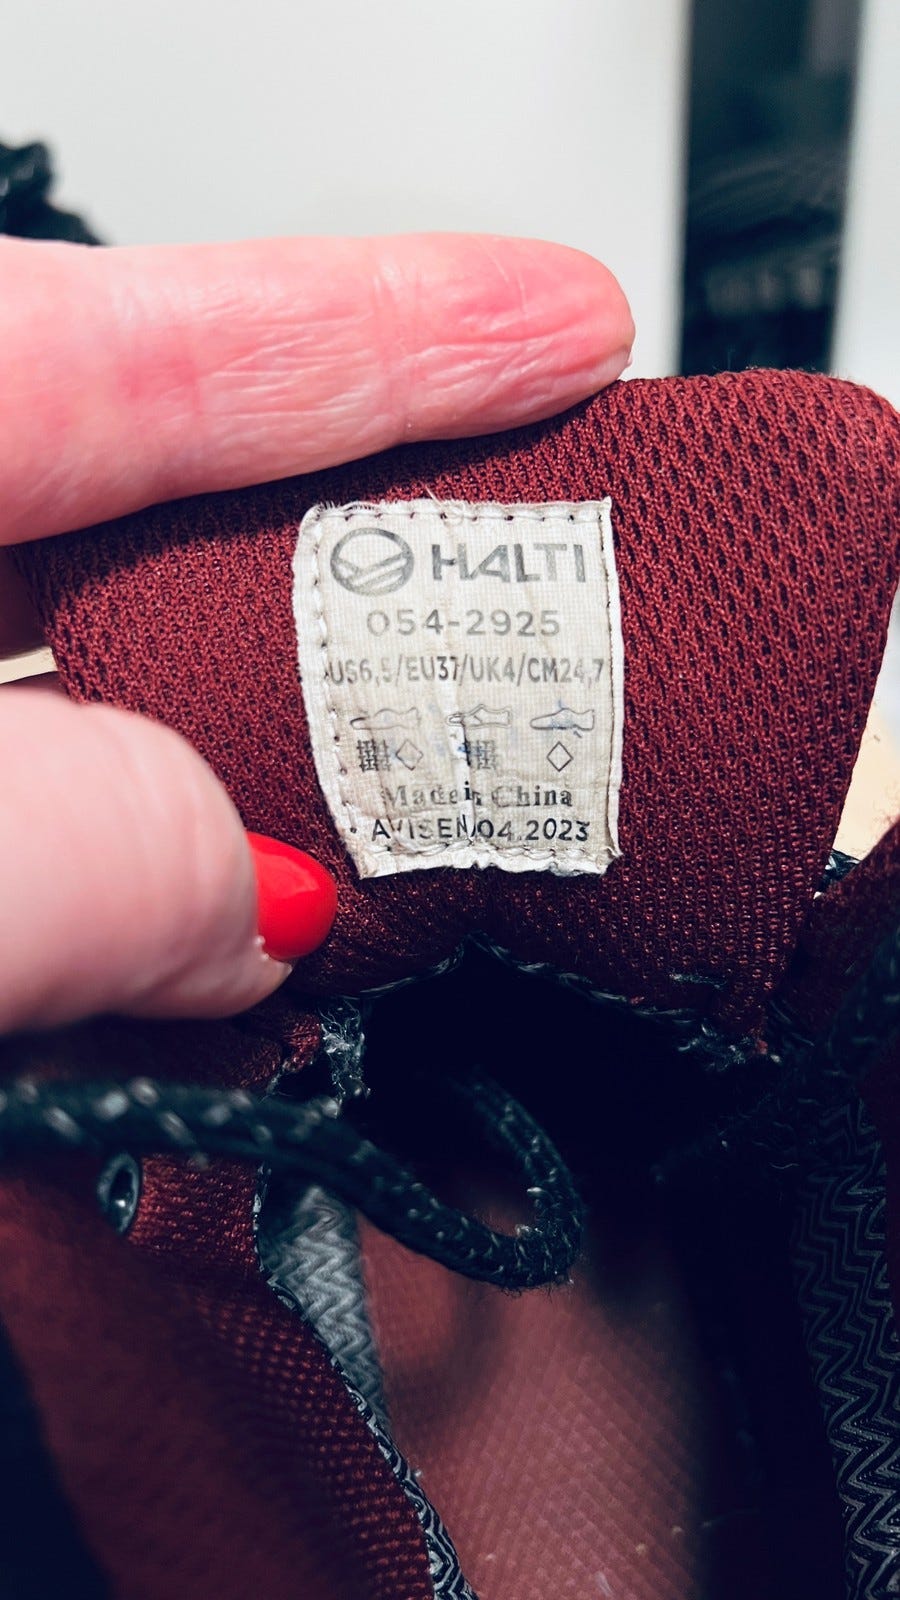 HALTI
054-2925
US6,5/EU37/UK4/CM24,7
Made in China
AVISEN/04.2023